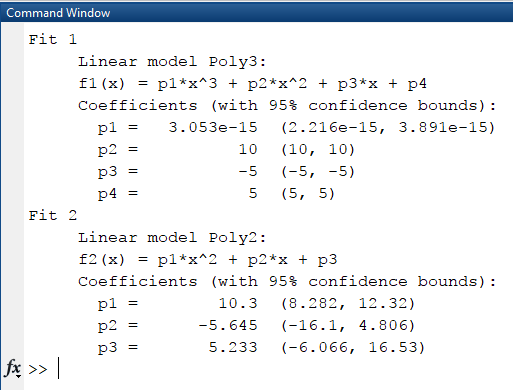 Command Window
Fit 1
Linear model Poly3:
f1(x) = p1*x^3 + p2*x^2 + p3*x + p4
Coefficients (with 95% confidence bounds):
p1 = 3.053e-15 (2.216e-15, 3.891e-15)
p2 = 10 (10, 10)
p3 = -5 (-5, -5)
p4 = 5 (5, 5)
Fit 2
Linear model Poly2:
f2(x) = p1*x^2 + p2*x + p3
Coefficients (with 95% confidence bounds):
p1 = 10.3 (8.282, 12.32)
p2 = -5.645 (-16.1, 4.806)
p3 = 5.233 (-6.066, 16.53)
fx >>